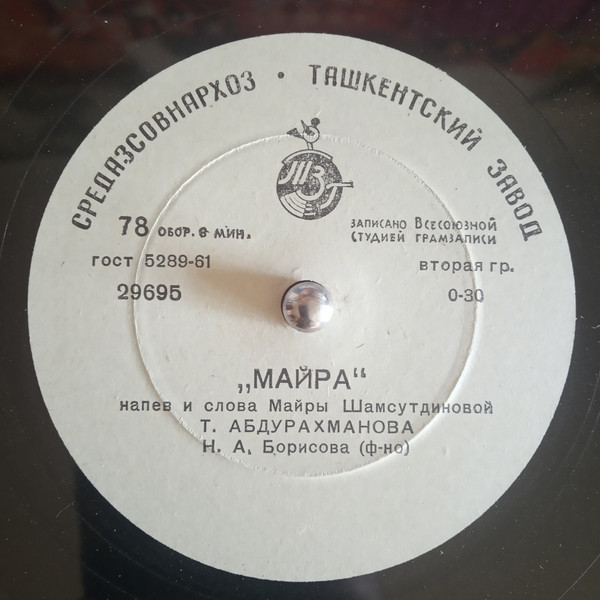 СРЕДАЗСОВНАРХОЗ • ТАШКЕНТСКИЙ ЗАВОД
ТЗГ
78 ОБОР. В МИН.
ЗАПИСАНО ВСЕСОЮЗНОЙ
СТУДИЕЙ ГРАМЗАПИСИ
ГОСТ 5289-61
вторая гр.
29695
0-30
„МАЙРА“
напев и слова Майры Шамсутдиновой
Т. АБДУРАХМАНОВА
Н. А. Борисова (ф-но)